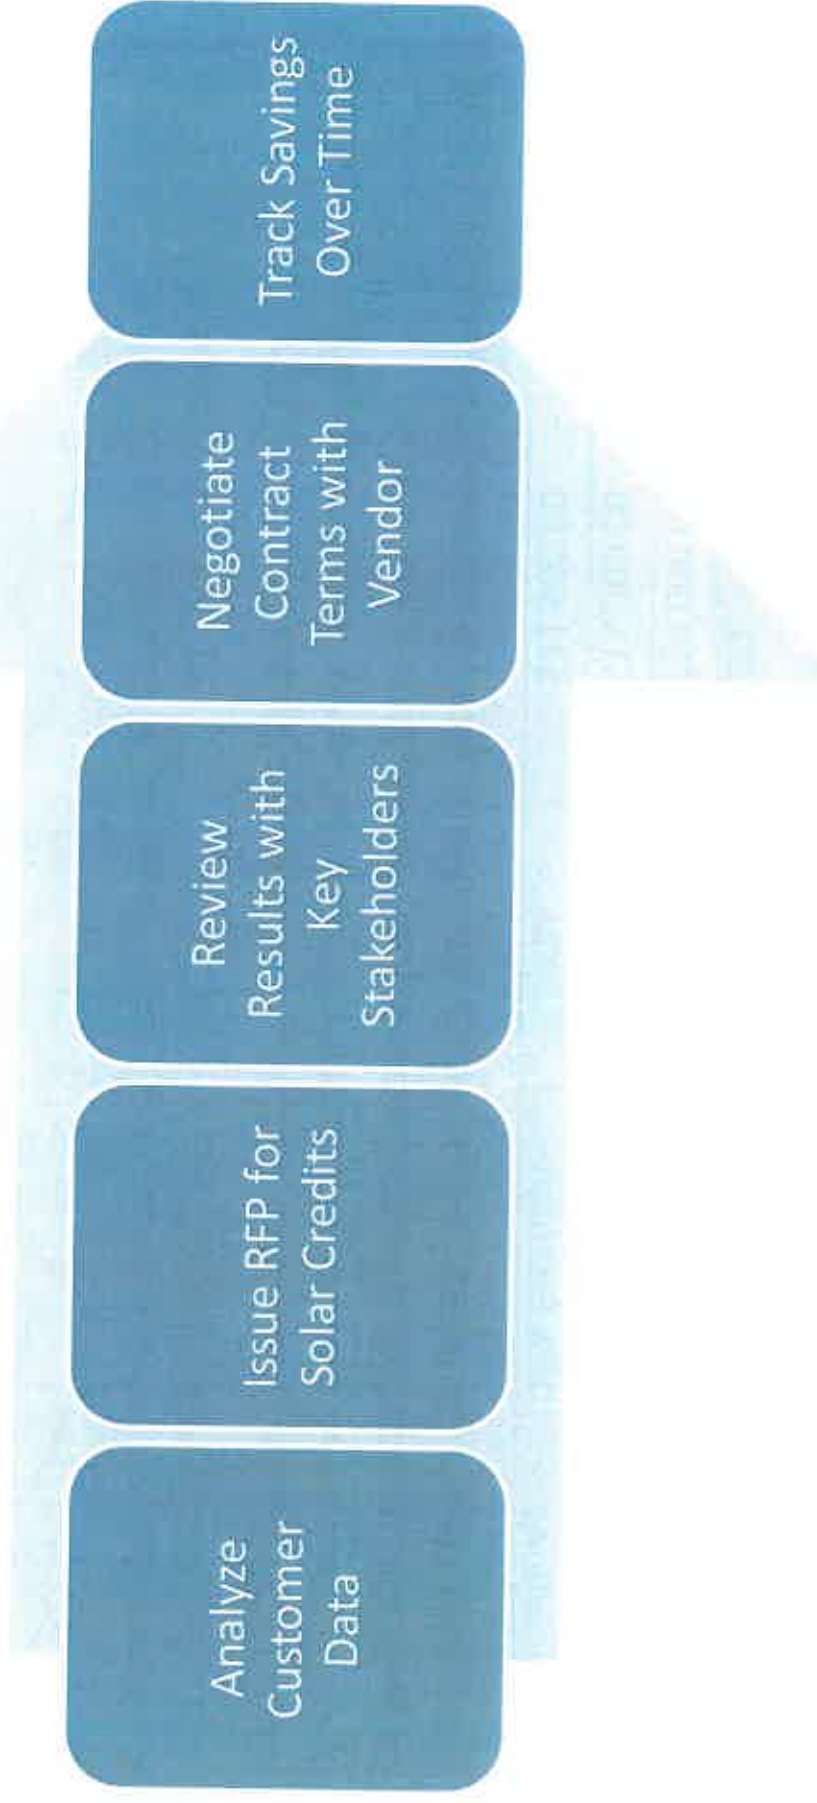 Analyze
Customer
Data
Issue RFP for
Solar Credits
Review
Results with
Key
Stakeholders
Negotiate
Contract
Terms with
Vendor
Track Savings
Over Time